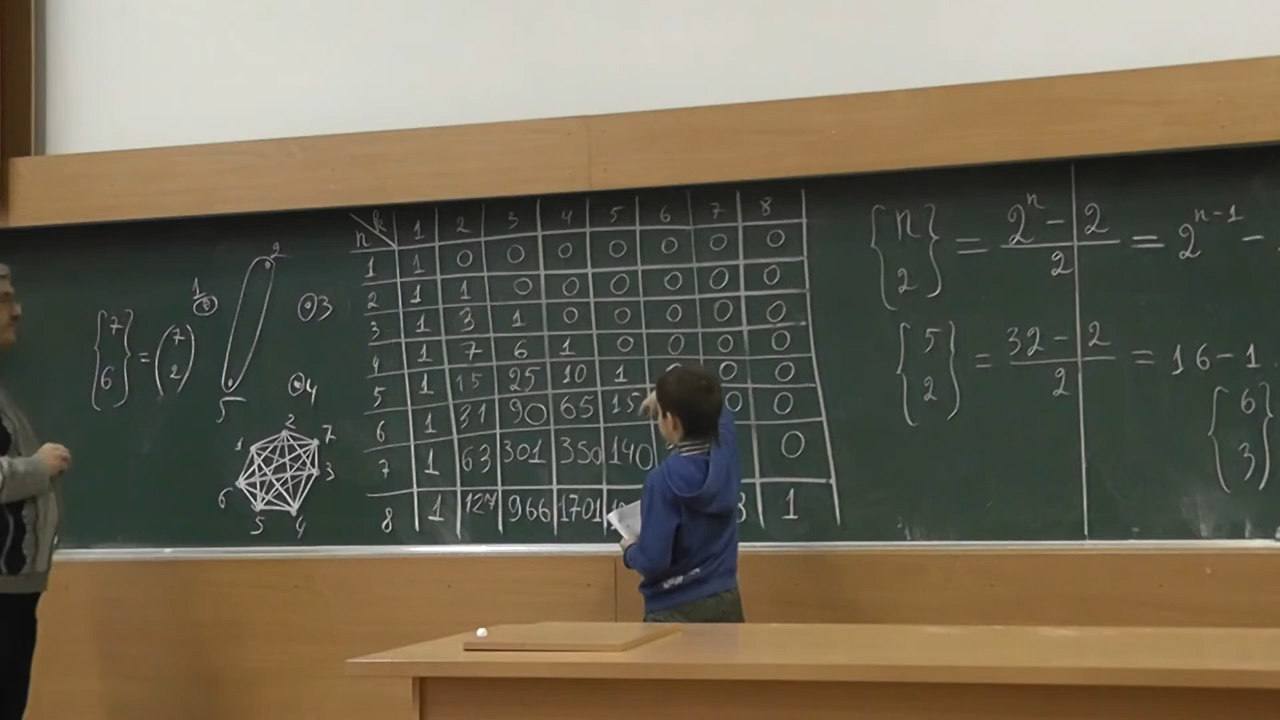 {7 6} = (7 2)
1 2 3 4 5
1 2 7 3 4 5 6
n k 1 2 3 4 5 6 7 8
1 1 0 0 0 0 0 0 0
2 1 1 0 0 0 0 0 0
3 1 3 1 0 0 0 0 0
4 1 7 6 1 0 0 0 0
5 1 15 25 10 1 0 0
6 1 31 90 65 15 0 0
7 1 63 301 350 140 0
8 1 127 966 1701 1
{n 2} = 2^n - 2 / 2 = 2^{n-1} -
{5 2} = 32 - 2 / 2 = 16 - 1
{6 3}